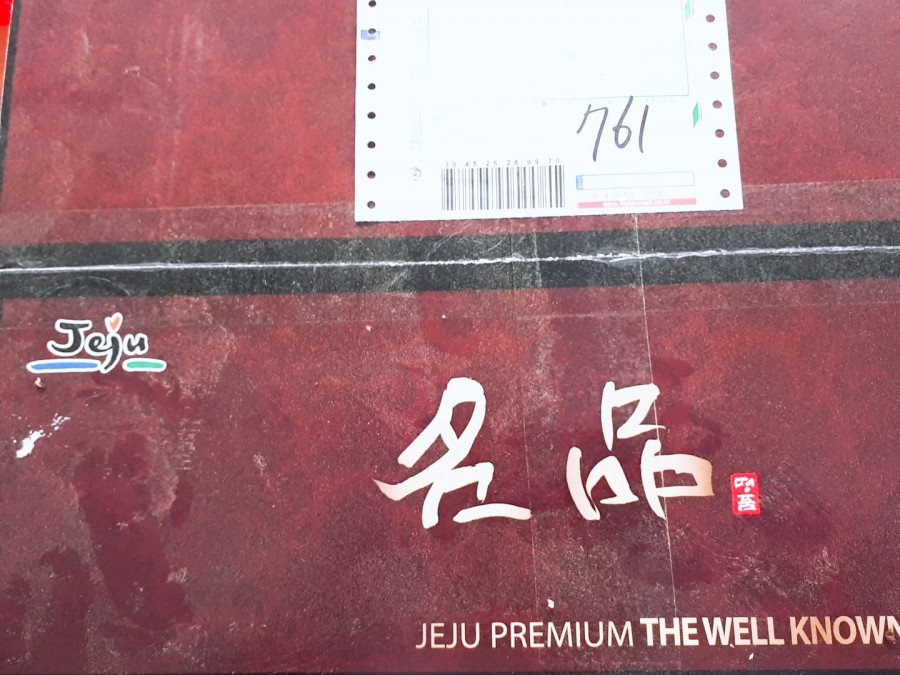 761
Jeju
名品
명품
JEJU PREMIUM THE WELL KNOWN